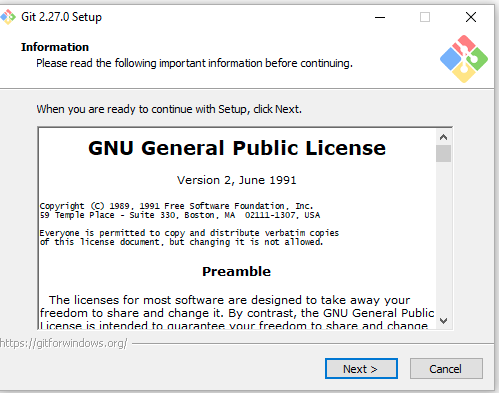 Git 2.27.0 Setup
Information
Please read the following important information before continuing.
When you are ready to continue with Setup, click Next.
GNU General Public License
Version 2, June 1991
Copyright (C) 1989, 1991 Free Software Foundation, Inc.
59 Temple Place - Suite 330, Boston, MA  02111-1307, USA
Everyone is permitted to copy and distribute verbatim copies
of this license document, but changing it is not allowed.
Preamble
The licenses for most software are designed to take away your
freedom to share and change it. By contrast, the GNU General Public
License is intended to guarantee your freedom to share and change
https://gitforwindows.org/
Next >
Cancel